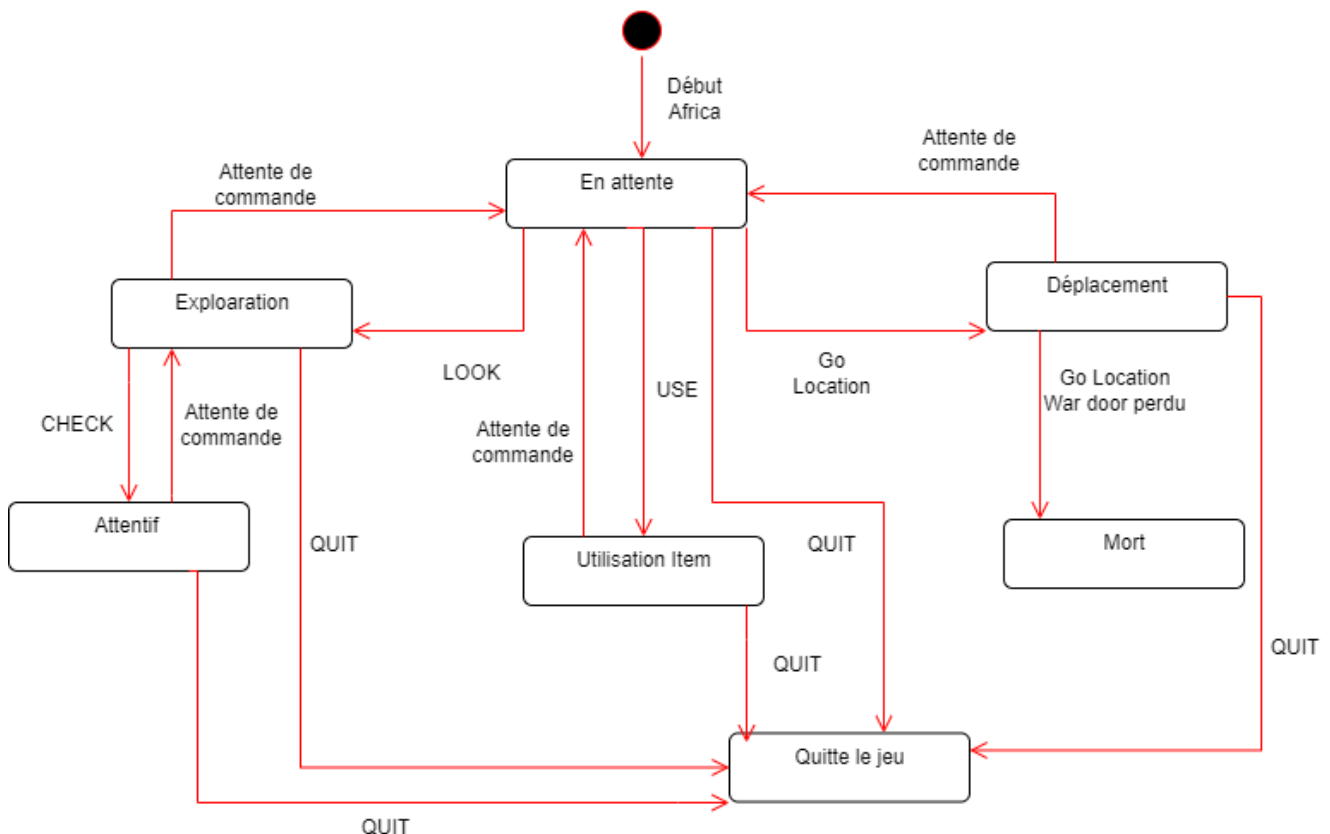 Début
Africa
Attente de
commande
Attente de
commande
En attente
Exploaration
Déplacement
LOOK
USE
Go
Location
Go Location
War door perdu
CHECK
Attente de
commande
Attente de
commande
Attentif
QUIT
Utilisation Item
QUIT
Mort
QUIT
QUIT
Quitte le jeu
QUIT